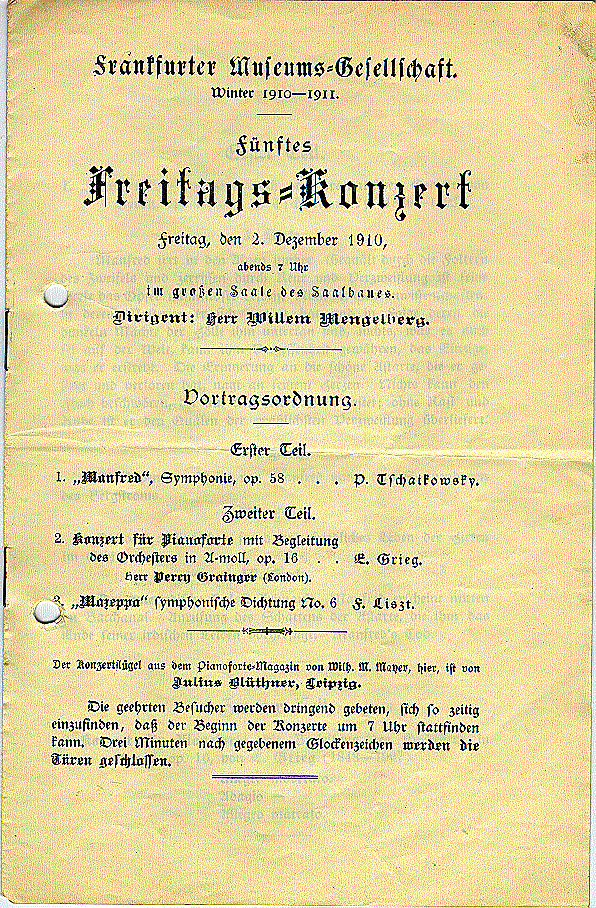 Frankfurter Museums-Gesellschaft.
Winter 1910—1911.
Fünftes
Freitags-Konzert
Freitag, den 2. Dezember 1910,
abends 7 Uhr
im großen Saale des Saalbaues.
Dirigent: Herr Willem Mengelberg.
Vortragsordnung.
Erster Teil.
1. „Manfred“, Symphonie, op. 58 . . . P. Tschaikowsky.
Zweiter Teil.
2. Konzert für Pianoforte mit Begleitung
des Orchesters in A-moll, op. 16 . . E. Grieg.
Herr Percy Grainger (London).
3. „Mazeppa“ symphonische Dichtung No. 6 F. Liszt.
Der Konzertflügel aus dem Pianoforte-Magazin von Wilh. M. Mayer, hier, ist von
Julius Blüthner, Leipzig.
Die geehrten Besucher werden dringend gebeten, sich so zeitig
einzufinden, daß der Beginn der Konzerte um 7 Uhr stattfinden
kann. Drei Minuten nach gegebenem Glockenzeichen werden die
Türen geschlossen.